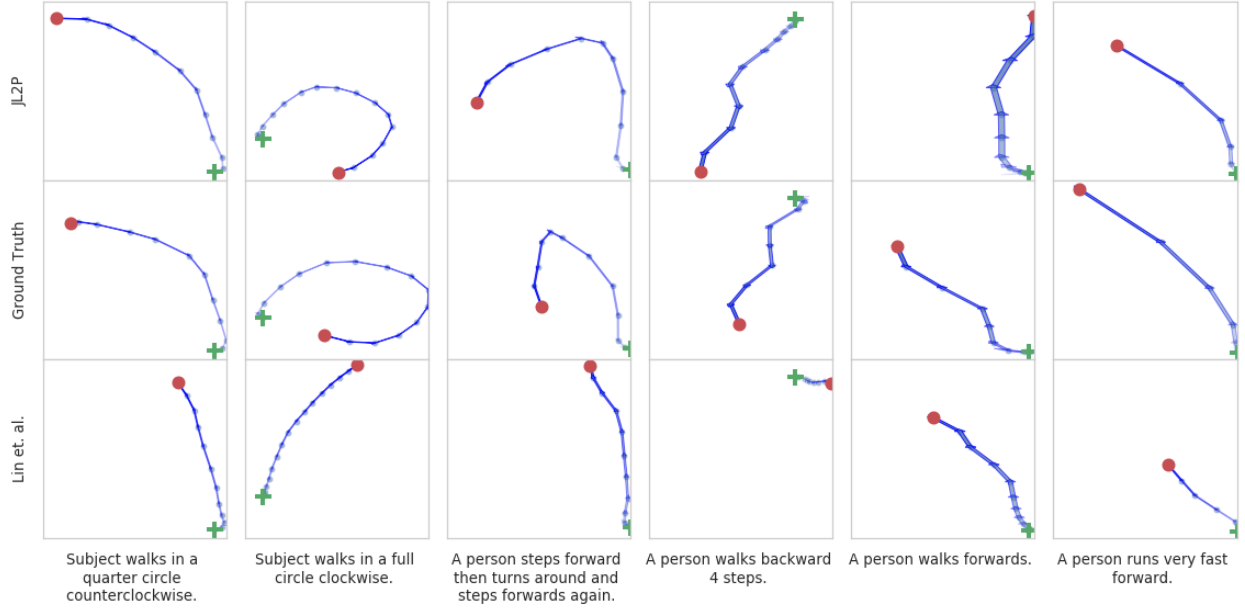 JL2P
Ground Truth
Lin et. al.
Subject walks in a
quarter circle
counterclockwise.
Subject walks in a full
circle clockwise.
A person steps forward
then turns around and
steps forwards again.
A person walks backward
4 steps.
A person walks forwards.
A person runs very fast
forward.